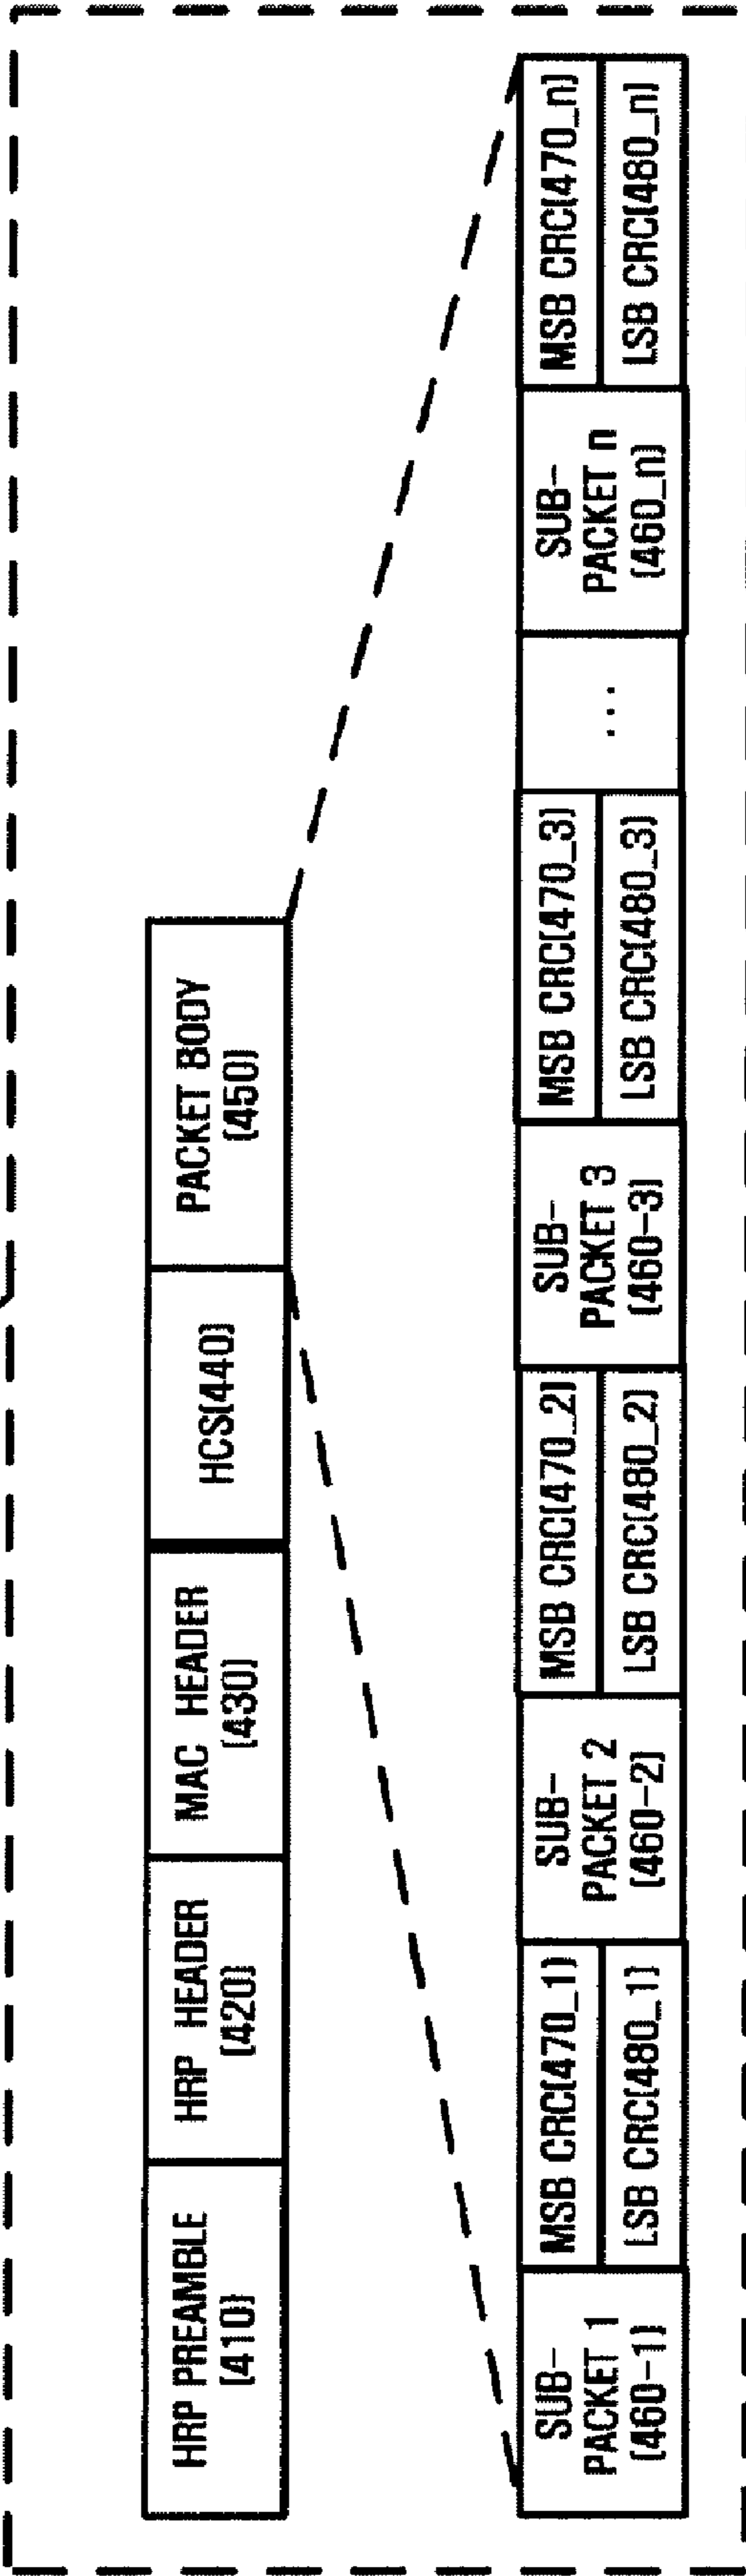 HRP PREAMBLE
(410)
HRP HEADER
(420)
MAC HEADER
(430)
HCS(440)
PACKET BODY
(450)
SUB-
PACKET 1
(460-1)
MSB CRC(470_1)
LSB CRC(480_1)
SUB-
PACKET 2
(460-2)
MSB CRC(470_2)
LSB CRC(480_2)
SUB-
PACKET 3
(460-3)
MSB CRC(470_3)
LSB CRC(480_3)
...
SUB-
PACKET n
(460_n)
MSB CRC(470_n)
LSB CRC(480_n)